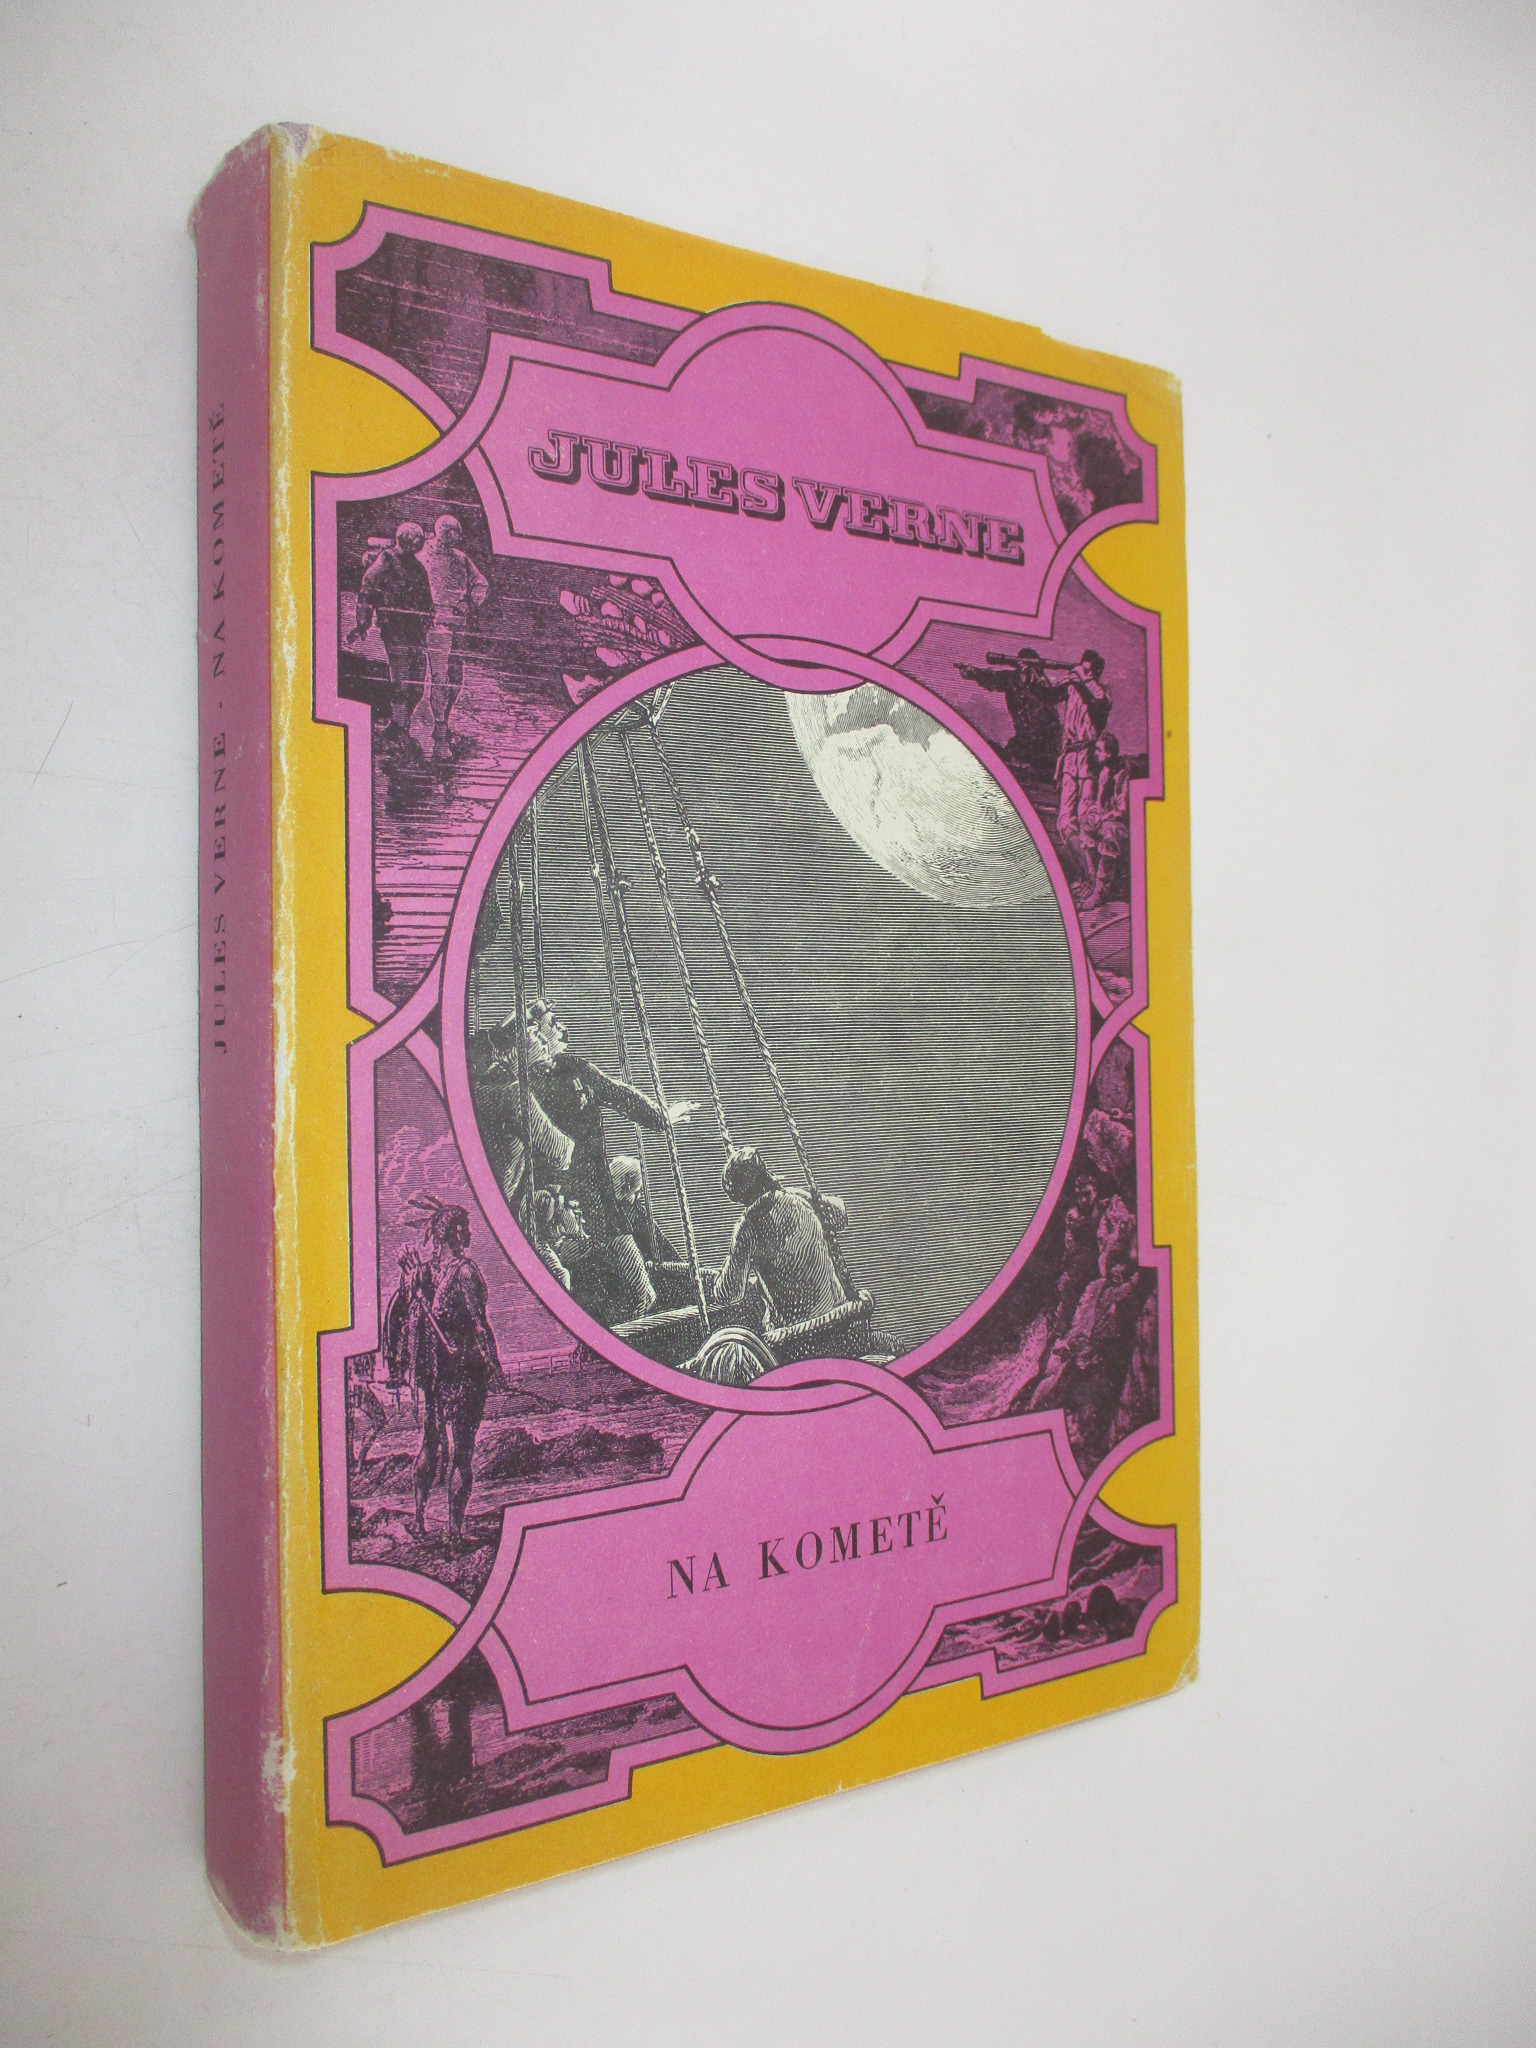 JULES VERNE
NA KOMETĚ
JULES VERNE · NA KOMETĚ